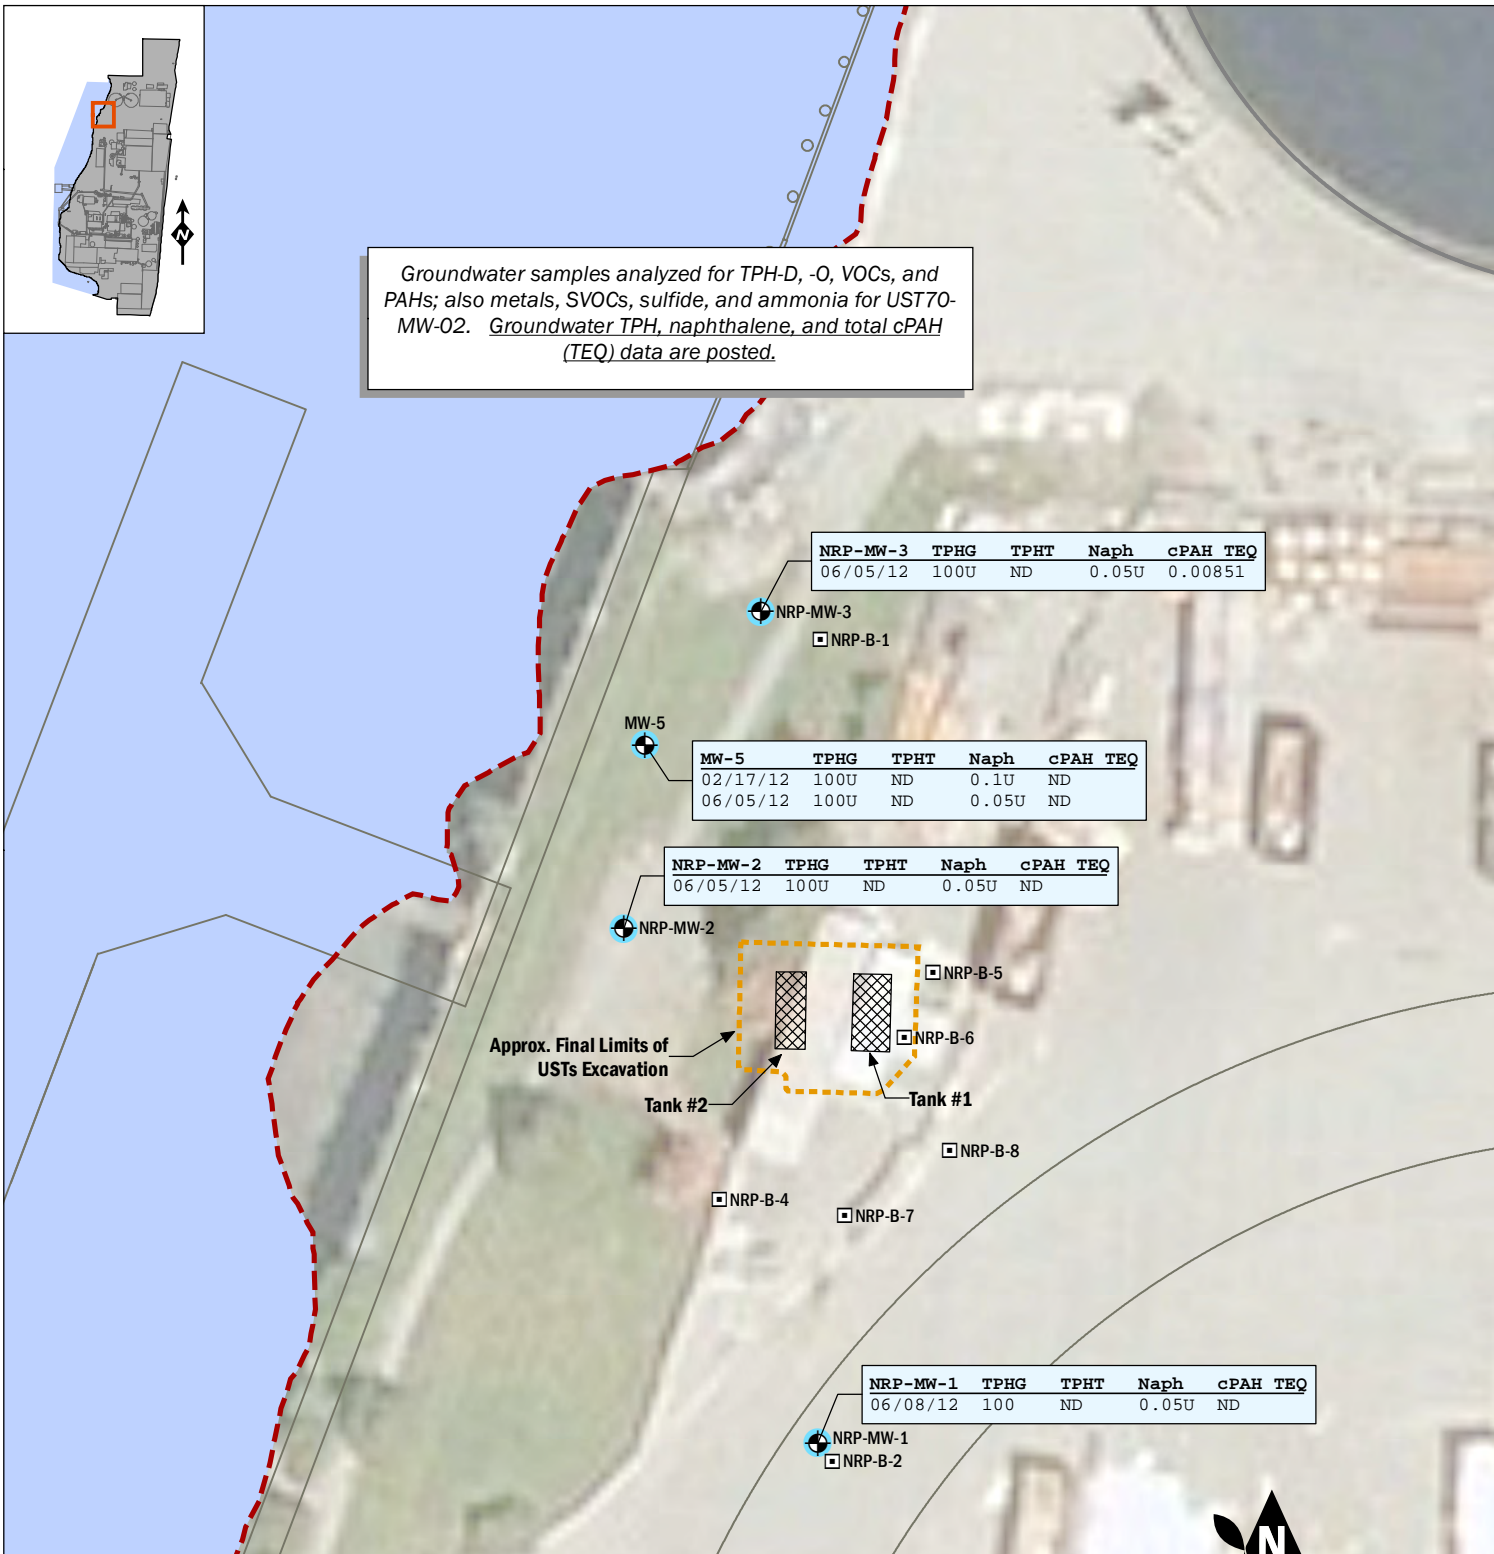 N
Groundwater samples analyzed for TPH-D, -O, VOCs, and
PAHs; also metals, SVOCs, sulfide, and ammonia for UST70-
MW-02. Groundwater TPH, naphthalene, and total cPAH
(TEQ) data are posted.
NRP-MW-3 TPHG TPHT Naph cPAH TEQ
06/05/12 100U ND 0.05U 0.00851
NRP-MW-3
NRP-B-1
MW-5
MW-5 TPHG TPHT Naph cPAH TEQ
02/17/12 100U ND 0.1U ND
06/05/12 100U ND 0.05U ND
NRP-MW-2 TPHG TPHT Naph cPAH TEQ
06/05/12 100U ND 0.05U ND
NRP-MW-2
NRP-B-5
NRP-B-6
Approx. Final Limits of
USTs Excavation
Tank #2
Tank #1
NRP-B-8
NRP-B-4
NRP-B-7
NRP-MW-1 TPHG TPHT Naph cPAH TEQ
06/08/12 100 ND 0.05U ND
NRP-MW-1
NRP-B-2
N